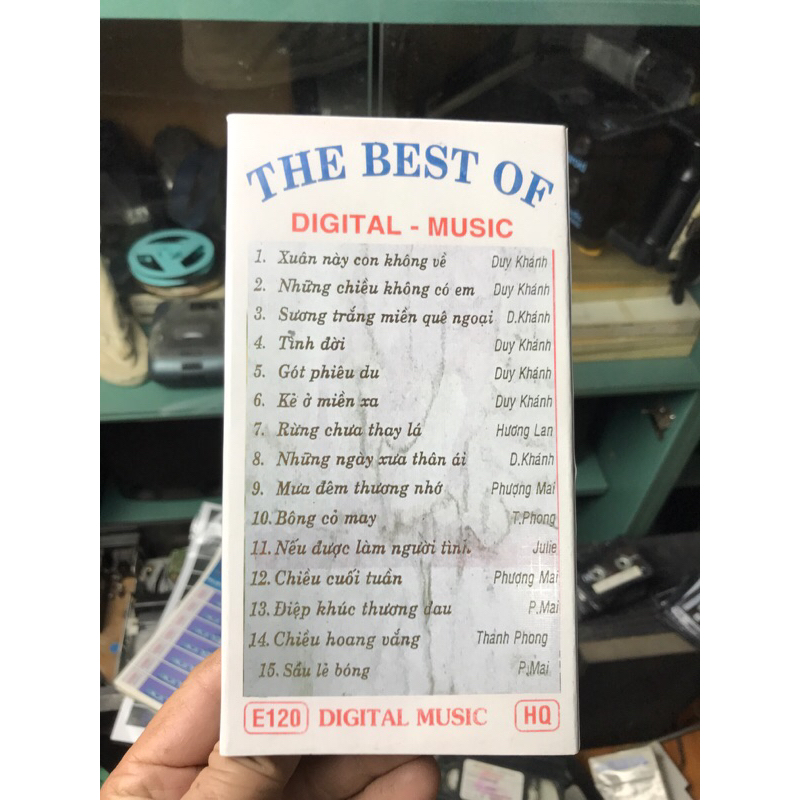 THE BEST OF
DIGITAL - MUSIC
1. Xuân này con không về Duy Khánh
2. Những chiều không có em Duy Khánh
3. Sương trắng miền quê ngoại D.Khánh
4. Tình đời Duy Khánh
5. Gót phiêu du Duy Khánh
6. Kẻ ở miền xa Duy Khánh
7. Rừng chưa thay lá Hương Lan
8. Những ngày xưa thân ái D.Khánh
9. Mưa đêm thương nhớ Phượng Mai
10. Bông cỏ may T.Phong
11. Nếu được làm người tình Julie
12. Chiều cuối tuần Phượng Mai
13. Điệp khúc thương đau P.Mai
14. Chiều hoang vắng Thanh Phong
15. Sầu lẻ bóng P.Mai
E120 DIGITAL MUSIC HQ